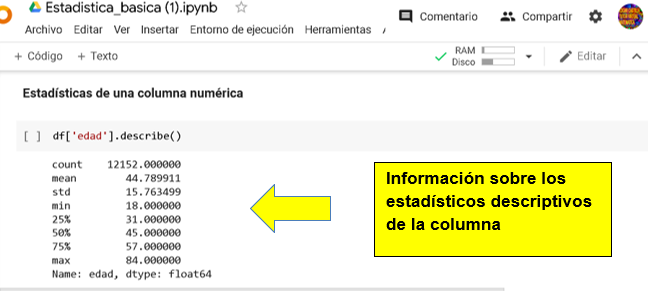 Estadistica_basica (1).ipynb
Comentario
Compartir
Archivo Editar Ver Insertar Entorno de ejecución Herramientas
+ Código + Texto
RAM
Disco
Editar
Estadísticas de una columna numérica
[ ] df['edad'].describe()
count 12152.000000
mean 44.789911
std 15.763499
min 18.000000
25% 31.000000
50% 45.000000
75% 57.000000
max 84.000000
Name: edad, dtype: float64
Información sobre los
estadísticos descriptivos
de la columna